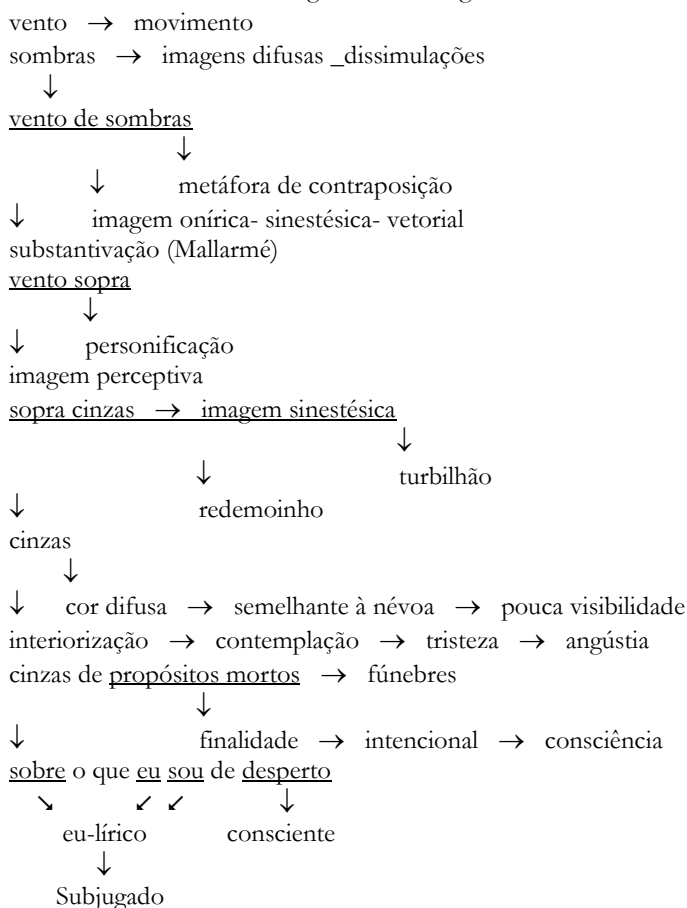 vento → movimento
sombras → imagens difusas _dissimulações
↓
vento de sombras
↓
↓ metáfora de contraposição
↓ imagem onírica- sinestésica- vetorial
substantivação (Mallarmé)
vento sopra
↓
↓ personificação
imagem perceptiva
sopra cinzas → imagem sinestésica
↓
↓ turbilhão
↓ redemoinho
cinzas
↓
↓ cor difusa → semelhante à névoa → pouca visibilidade
interiorização → contemplação → tristeza → angústia
cinzas de propósitos mortos → fúnebres
↓
↓ finalidade → intencional → consciência
sobre o que eu sou de desperto
↘ ↙ ↙ ↓
eu-lírico consciente
↓
Subjugado